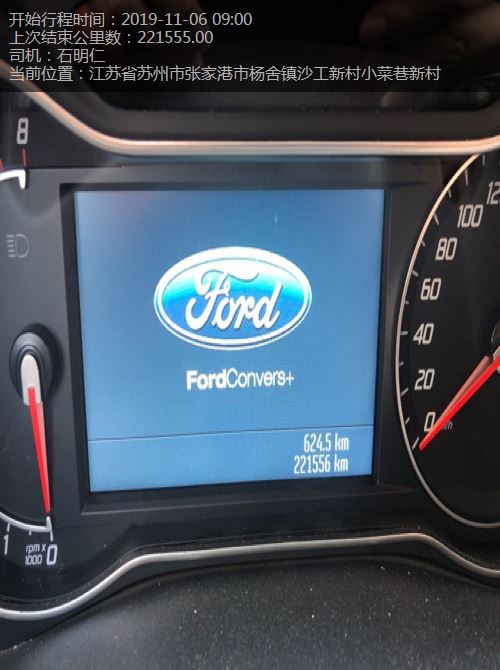 开始行程时间：2019-11-06 09:00
上次结束公里数：221555.00
司机：石明仁
当前位置：江苏省苏州市张家港市杨舍镇沙工新村小菜巷新村
8
120
100
80
60
40
20
0
Ford
FordConvers+
624.5 km
221556 km
1
rpm x
1000
0